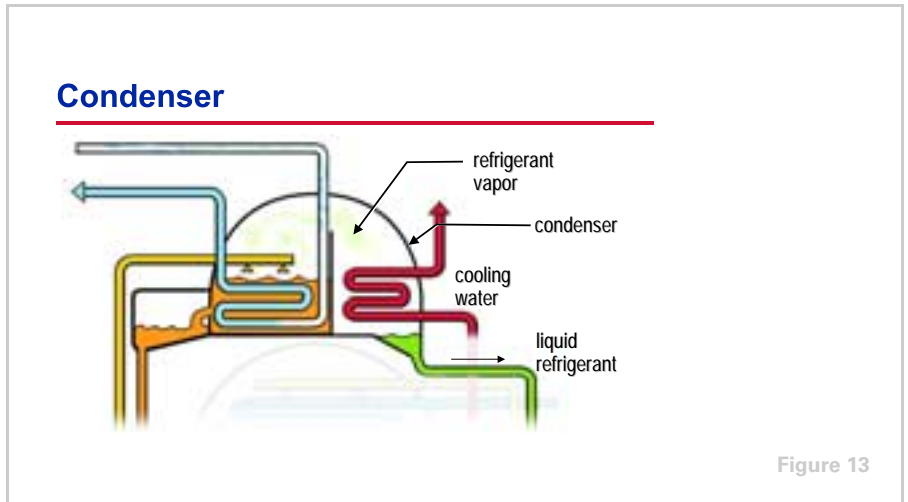 Condenser
refrigerant
vapor
condenser
cooling
water
liquid
refrigerant
Figure 13